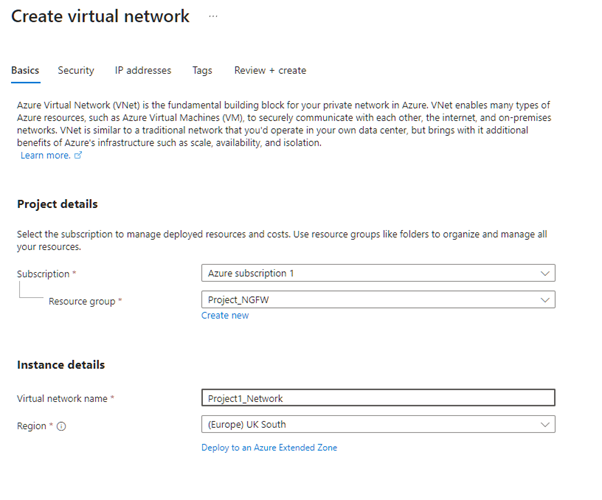 Create virtual network ...
Basics Security IP addresses Tags Review + create
Azure Virtual Network (VNet) is the fundamental building block for your private network in Azure. VNet enables many types of
Azure resources, such as Azure Virtual Machines (VM), to securely communicate with each other, the internet, and on-premises
networks. VNet is similar to a traditional network that you'd operate in your own data center, but brings with it additional
benefits of Azure's infrastructure such as scale, availability, and isolation.
Learn more.
Project details
Select the subscription to manage deployed resources and costs. Use resource groups like folders to organize and manage all
your resources.
Subscription * Azure subscription 1
Resource group * Project_NGFW
Create new
Instance details
Virtual network name * Project1_Network
Region * (Europe) UK South
Deploy to an Azure Extended Zone